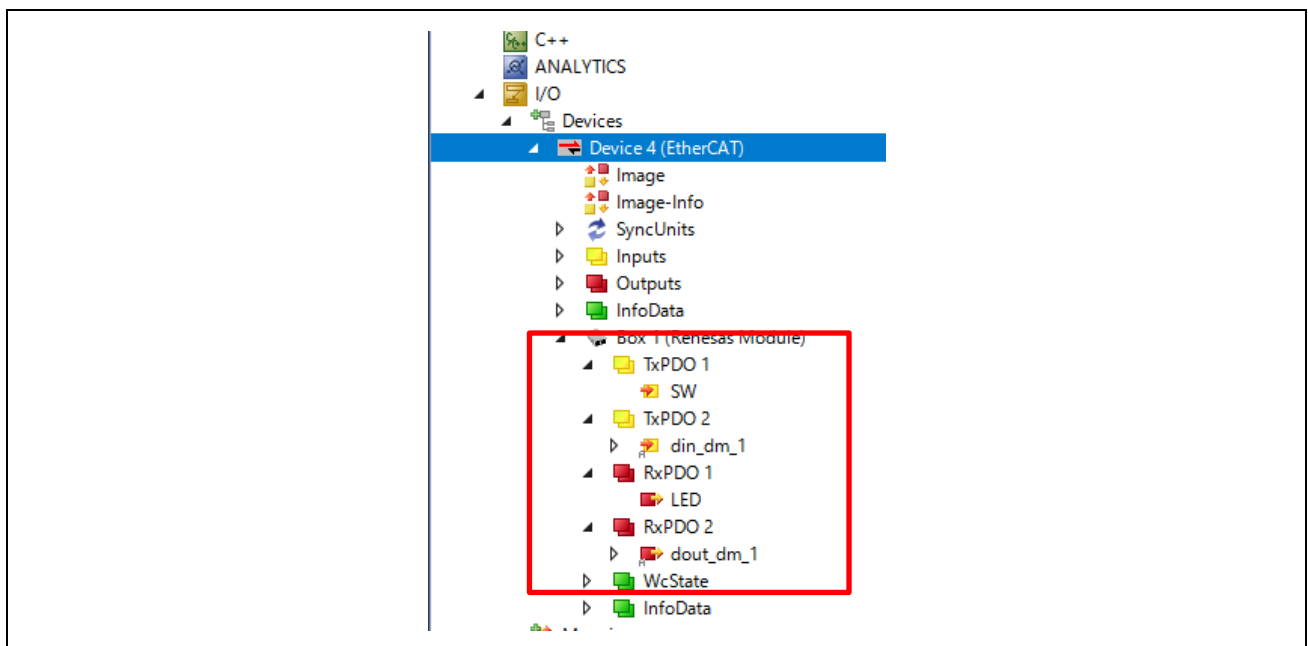 C++
ANALYTICS
I/O
Devices
Device 4 (EtherCAT)
Image
Image-Info
SyncUnits
Inputs
Outputs
InfoData
Box 1 (Renesas Module)
TxPDO 1
SW
TxPDO 2
din_dm_1
RxPDO 1
LED
RxPDO 2
dout_dm_1
WcState
InfoData